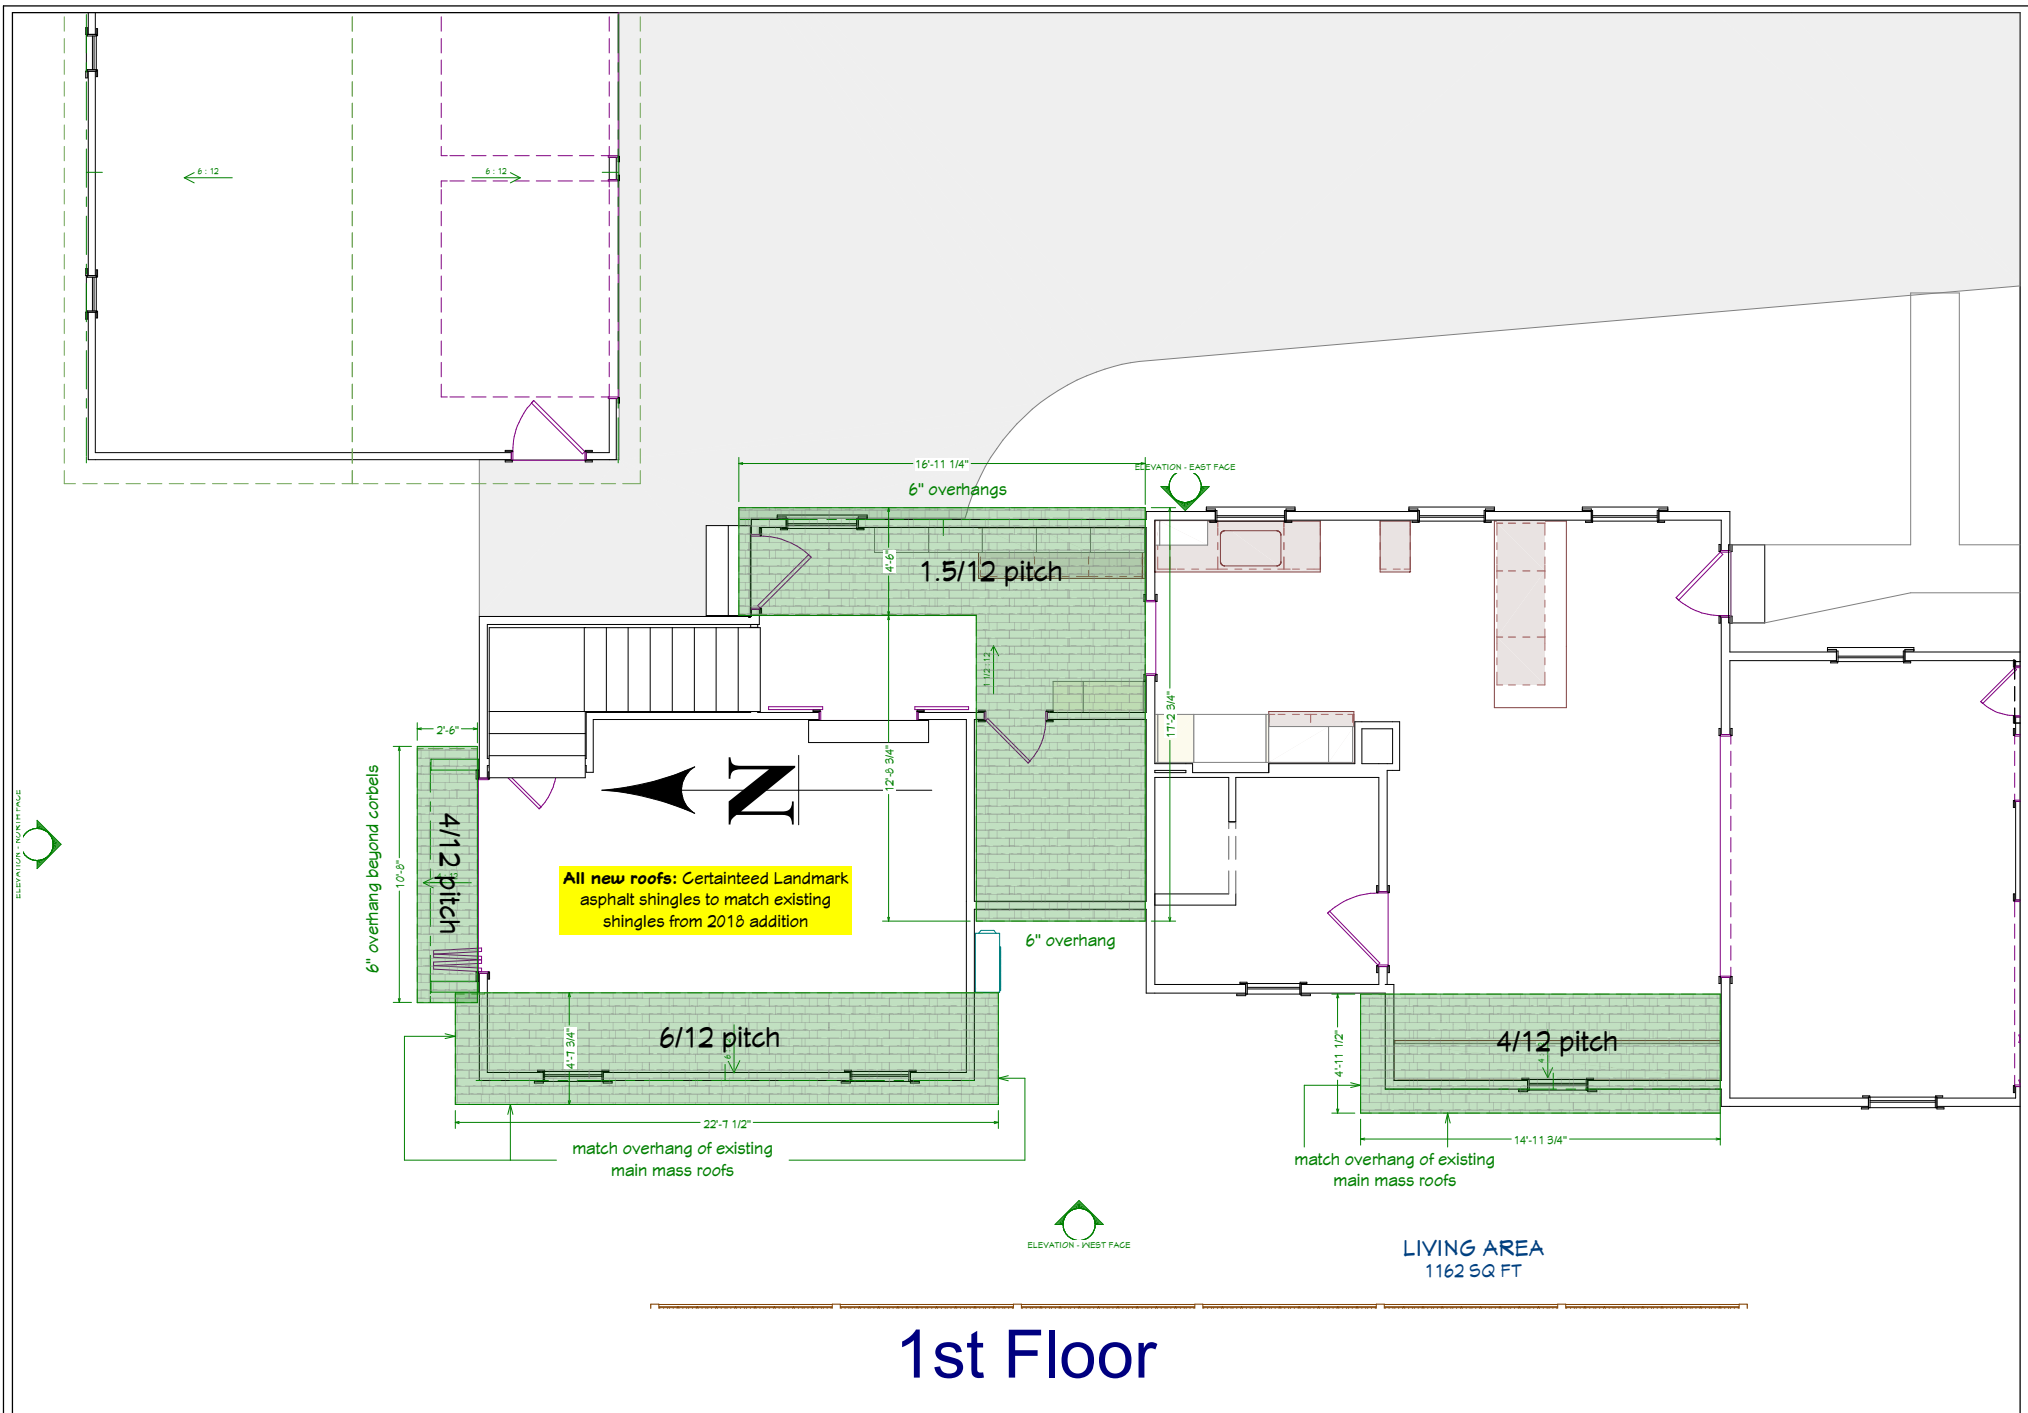 6 : 12
6 : 12
16'-11 1/4"
ELEVATION - EAST FACE
6" overhangs
4'-6"
1.5/12 pitch
1 1/2 : 12
17'-2 3/4"
12'-8 3/4"
2'-6"
6" overhang beyond corbels
10'-8"
4/12 pitch
N
ELEVATION - NORTH FACE
All new roofs: Certainteed Landmark
asphalt shingles to match existing
shingles from 2018 addition
6" overhang
6/12 pitch
4'-7 3/4"
22'-7 1/2"
match overhang of existing
main mass roofs
4/12 pitch
4'-11 1/2"
14'-11 3/4"
match overhang of existing
main mass roofs
ELEVATION - WEST FACE
LIVING AREA
1162 SQ FT
1st Floor